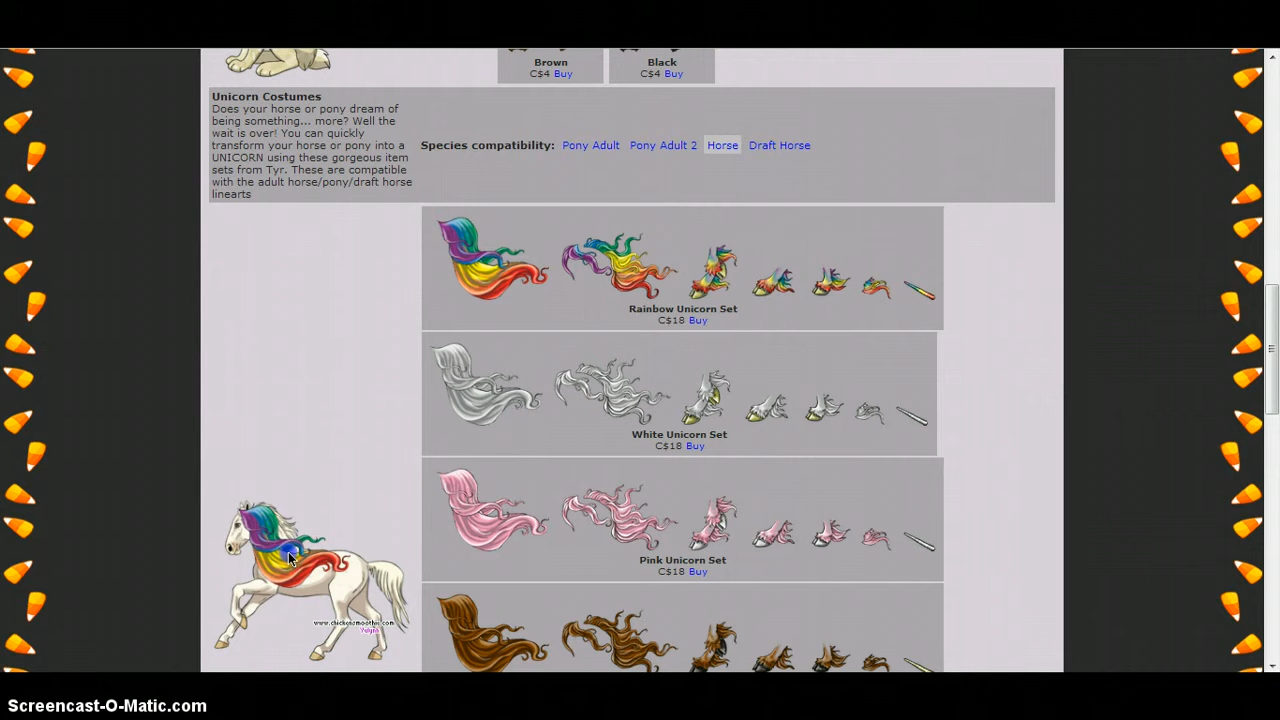 Brown
C$4 Buy
Black
C$4 Buy
Unicorn Costumes
Does your horse or pony dream of
being something... more? Well the
wait is over! You can quickly
transform your horse or pony into a
UNICORN using these gorgeous item
sets from Tyr. These are compatible
with the adult horse/pony/draft horse
linearts
Species compatibility: Pony Adult Pony Adult 2 Horse Draft Horse
Rainbow Unicorn Set
C$18 Buy
White Unicorn Set
C$18 Buy
Pink Unicorn Set
C$18 Buy
www.chickensmoothie.com
Screencast-O-Matic.com